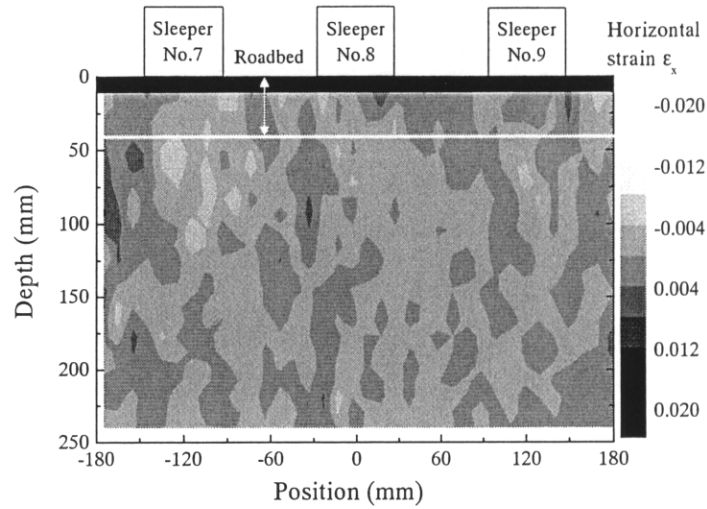 Sleeper
No.7
Roadbed
Sleeper
No.8
Sleeper
No.9
Horizontal
strain εx
0
50
100
150
200
250
Depth (mm)
-180
-120
-60
0
60
120
180
Position (mm)
-0.020
-0.012
-0.004
0.004
0.012
0.020